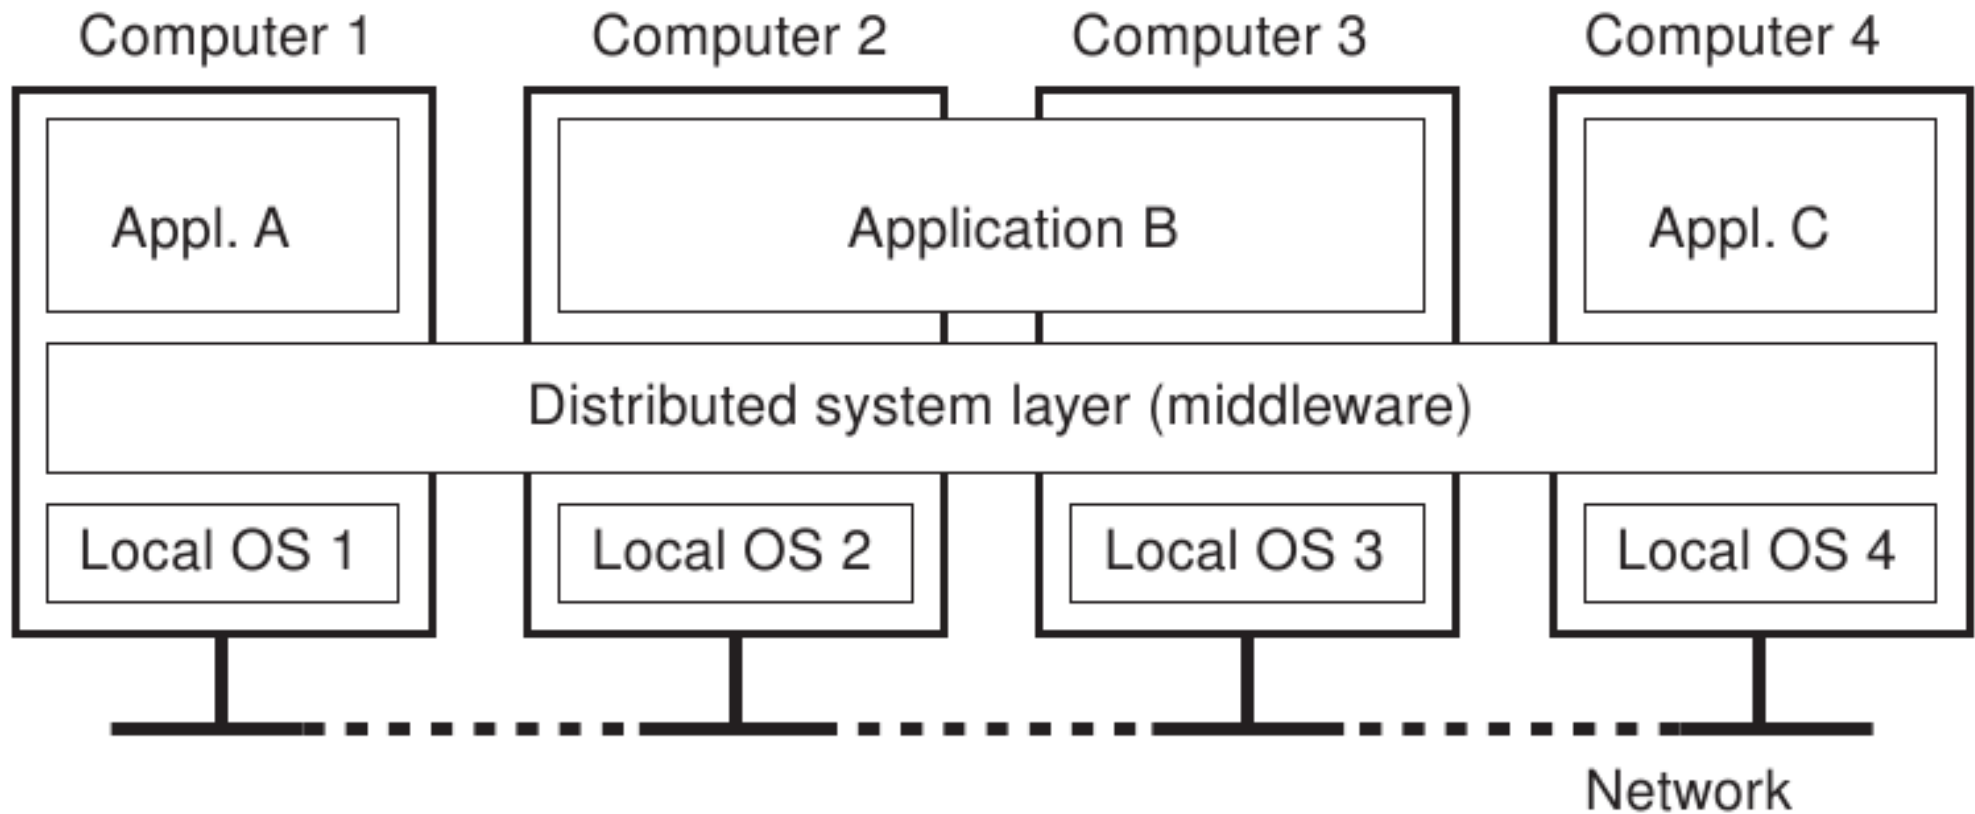 Computer 1
Computer 2
Computer 3
Computer 4
Appl. A
Application B
Appl. C
Distributed system layer (middleware)
Local OS 1
Local OS 2
Local OS 3
Local OS 4
Network